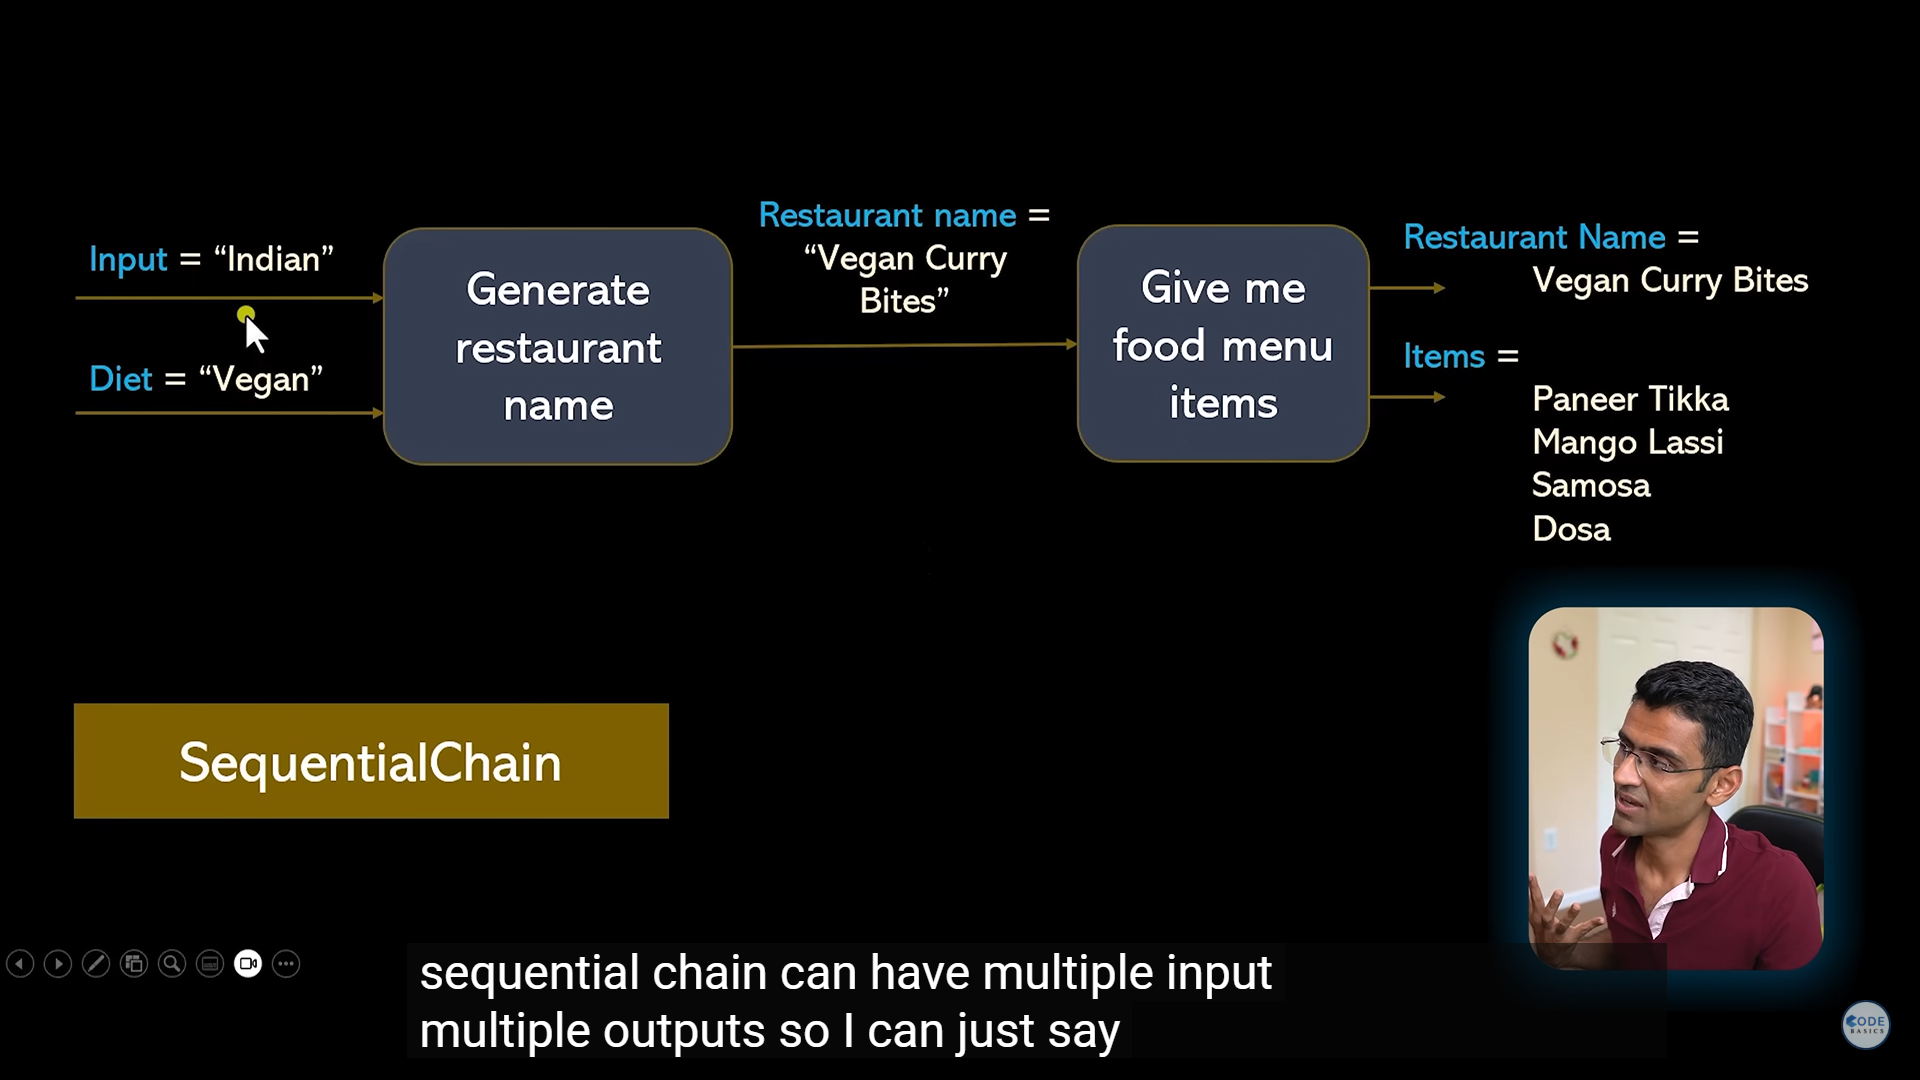 Input = “Indian”
Diet = “Vegan”
Generate
restaurant
name
Restaurant name =
“Vegan Curry
Bites”
Give me
food menu
items
Restaurant Name =
Vegan Curry Bites
Items =
Paneer Tikka
Mango Lassi
Samosa
Dosa
SequentialChain
sequential chain can have multiple input
multiple outputs so I can just say
CODE
BASICS